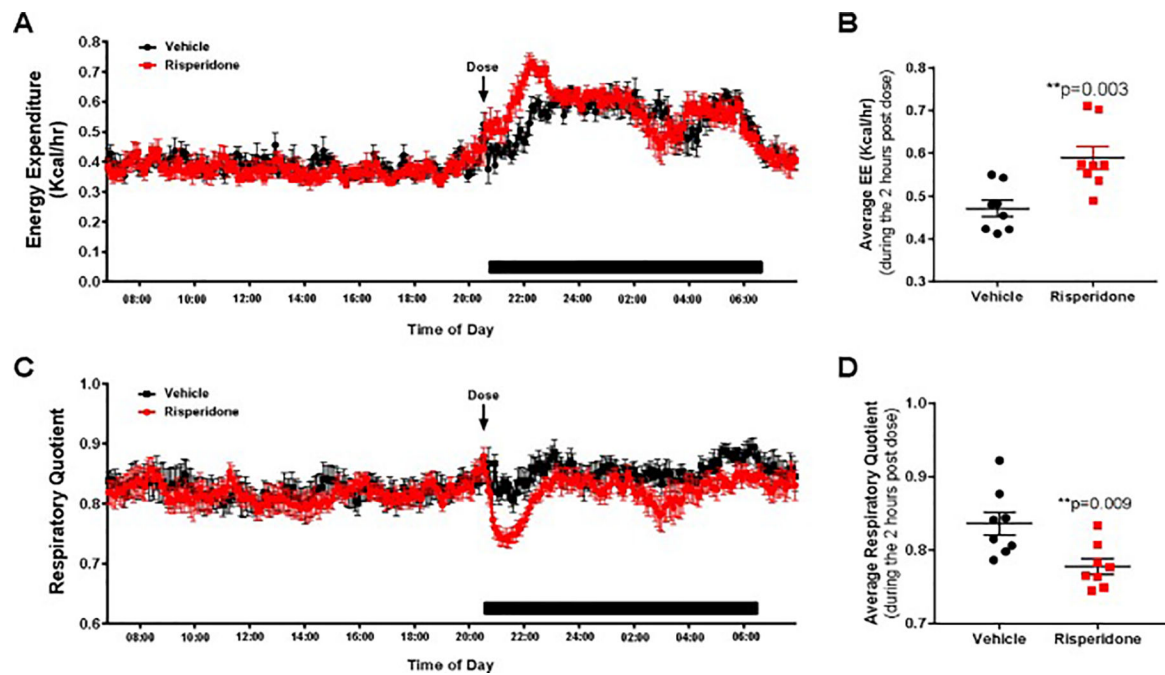 A
Energy Expenditure
(Kcal/hr)
0.8
0.7
0.6
0.5
0.4
0.3
0.2
0.1
0.0
Vehicle
Risperidone
Dose
08:00 10:00 12:00 14:00 16:00 18:00 20:00 22:00 24:00 02:00 04:00 06:00
Time of Day
B
Average EE (Kcal/hr)
(during the 2 hours post dose)
0.8
0.7
0.6
0.5
0.4
0.3
**p=0.003
Vehicle Risperidone
C
Respiratory Quotient
1.0
0.9
0.8
0.7
0.6
Vehicle
Risperidone
Dose
08:00 10:00 12:00 14:00 16:00 18:00 20:00 22:00 24:00 02:00 04:00 06:00
Time of Day
D
Average Respiratory Quotient
(during the 2 hours post dose)
1.0
0.9
0.8
0.7
**p=0.009
Vehicle Risperidone